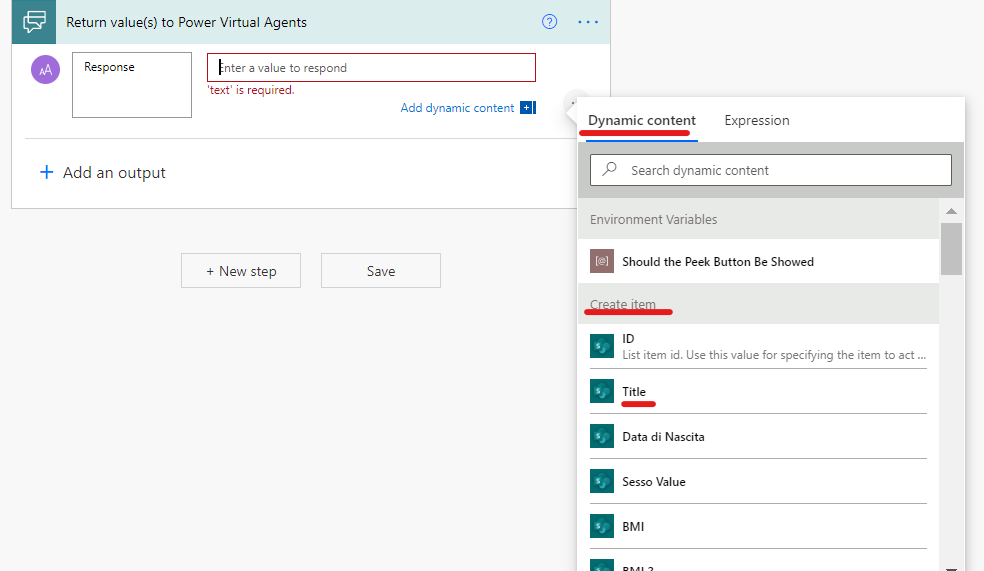 Return value(s) to Power Virtual Agents
AA
Response
Enter a value to respond
'text' is required.
Add dynamic content
+ Add an output
+ New step
Save
Dynamic content
Expression
Search dynamic content
Environment Variables
[@] Should the Peek Button Be Showed
Create item
ID
List item id. Use this value for specifying the item to act ...
Title
Data di Nascita
Sesso Value
BMI
BMI 2